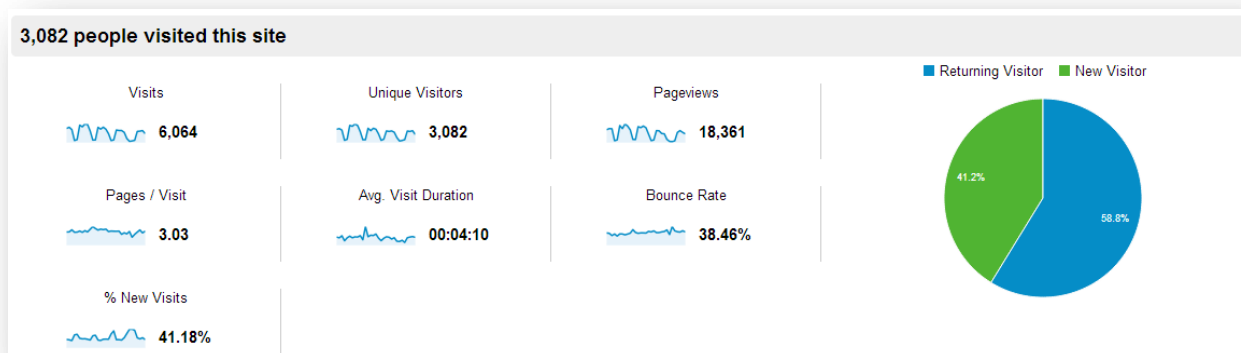 3,082 people visited this site
Returning Visitor New Visitor
Visits Unique Visitors Pageviews
6,064 3,082 18,361
41.2%
58.8%
Pages / Visit Avg. Visit Duration Bounce Rate
3.03 00:04:10 38.46%
% New Visits
41.18%